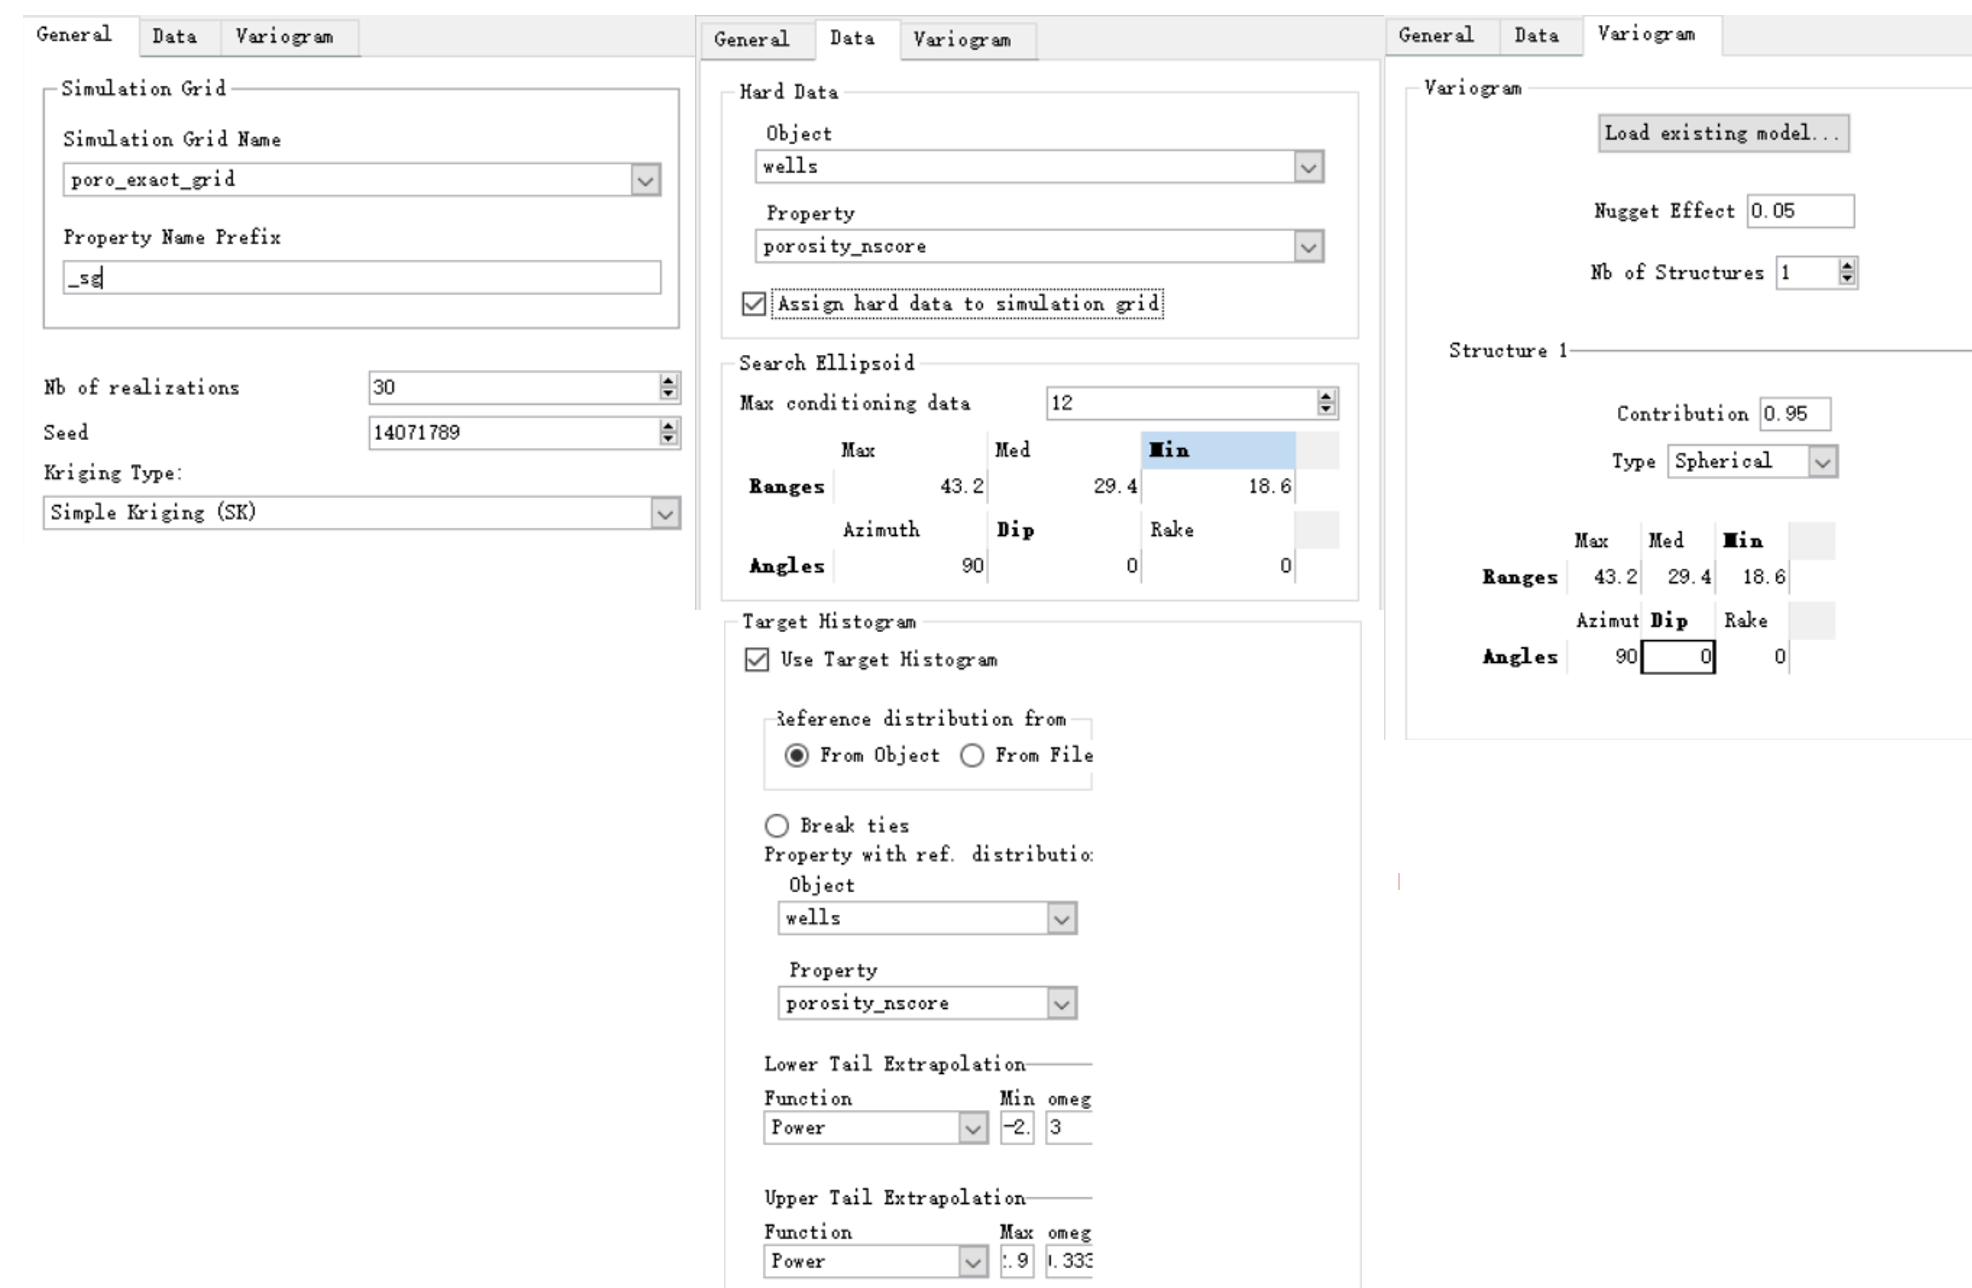 General Data Variogram
Simulation Grid
Simulation Grid Name
poro_exact_grid
Property Name Prefix
_sg
Nb of realizations 30
Seed 14071789
Kriging Type:
Simple Kriging (SK)
General Data Variogram
Hard Data
Object
wells
Property
porosity_nscore
Assign hard data to simulation grid
Search Ellipsoid
Max conditioning data 12
Max Med Min
Ranges 43.2 29.4 18.6
Azimuth Dip Rake
Angles 90 0 0
Target Histogram
Use Target Histogram
Reference distribution from
From Object From File
Break ties
Property with ref. distributio
Object
wells
Property
porosity_nscore
Lower Tail Extrapolation
Function Min omeg
Power -2. 3
Upper Tail Extrapolation
Function Max omeg
Power .9 .333
General Data Variogram
Variogram
Load existing model...
Nugget Effect 0.05
Nb of Structures 1
Structure 1
Contribution 0.95
Type Spherical
Max Med Min
Ranges 43.2 29.4 18.6
Azimut Dip Rake
Angles 90 0 0